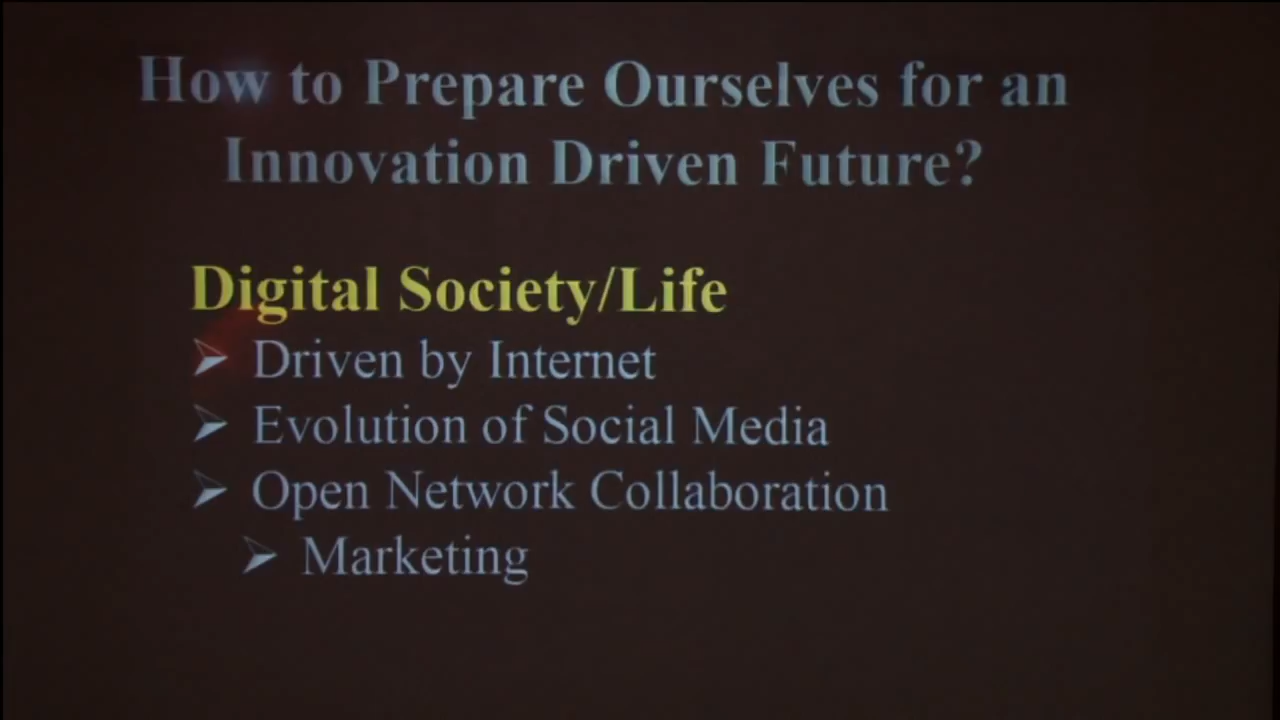 How to Prepare Ourselves for an
Innovation Driven Future?
Digital Society/Life
➢ Driven by Internet
➢ Evolution of Social Media
➢ Open Network Collaboration
➢ Marketing